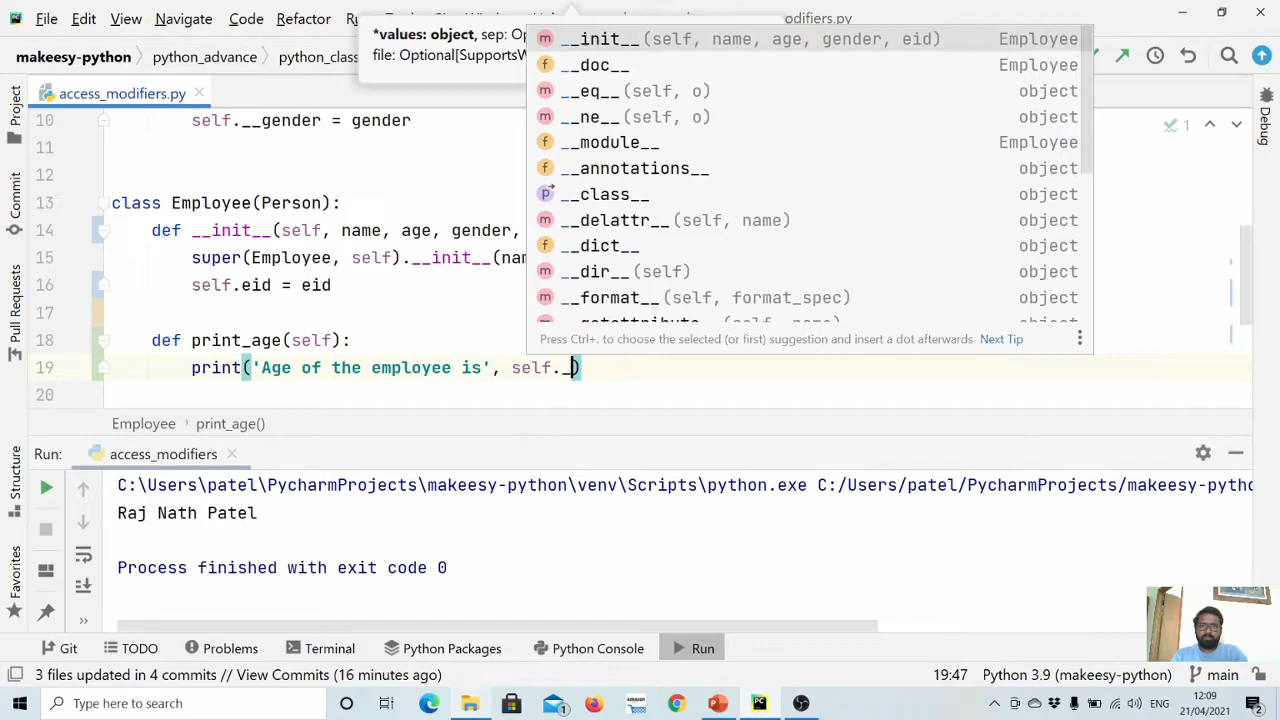 File Edit View Navigate Code Refactor
odifiers.py
makeesy-python python_advance
access_modifiers.py
*values: object, sep:
file: Optional[SupportsW
__init__(self, name, age, gender, eid) Employee
__doc__ Employee
__eq__(self, o) object
__ne__(self, o) object
__module__ Employee
__annotations__ object
__class__ object
__delattr__(self, name) object
__dict__ object
__dir__(self) object
__format__(self, format_spec) object
Press Ctrl+. to choose the selected (or first) suggestion and insert a dot afterwards Next Tip
1
10 self.__gender = gender
11
12
13 class Employee(Person):
14 def __init__(self, name, age, gender,
15 super(Employee, self).__init__(na
16 self.eid = eid
17
18 def print_age(self):
19 print('Age of the employee is', self._)
20
Employee › print_age()
Project
Commit
Pull Requests
Structure
Favorites
Debug
Run: access_modifiers
C:\Users\patel\PycharmProjects\makeesy-python\venv\Scripts\python.exe C:/Users/patel/PycharmProjects/makeesy-pytho
Raj Nath Patel
Process finished with exit code 0
Git TODO Problems Terminal Python Packages Python Console Run
3 files updated in 4 commits // View Commits (16 minutes ago) 19:47 Python 3.9 (makeesy-python) main
Type here to search
PC
ENG
12:09
21/04/2021